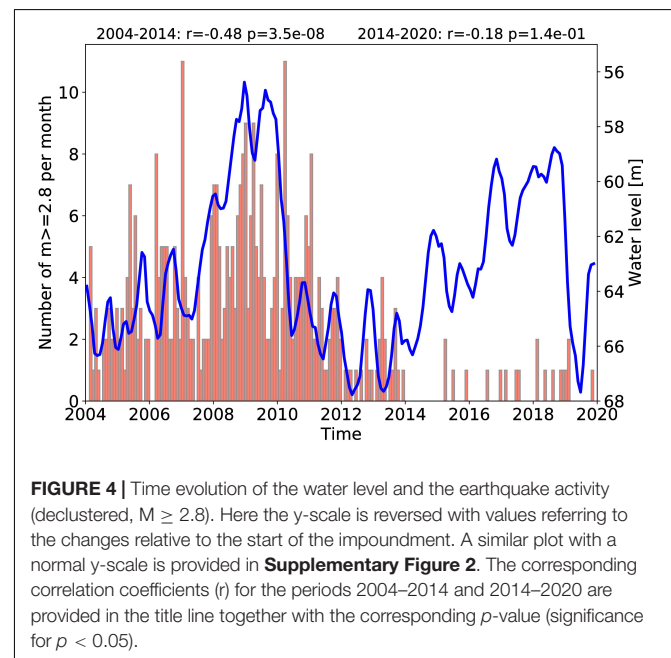 2004-2014: r=-0.48 p=3.5e-08 2014-2020: r=-0.18 p=1.4e-01
Number of m>=2.8 per month
10
8
6
4
2
0
56
58
60
62
64
66
68
Water level [m]
2004 2006 2008 2010 2012 2014 2016 2018 2020
Time
FIGURE 4 | Time evolution of the water level and the earthquake activity
(declustered, M ≥ 2.8). Here the y-scale is reversed with values referring to
the changes relative to the start of the impoundment. A similar plot with a
normal y-scale is provided in Supplementary Figure 2. The corresponding
correlation coefficients (r) for the periods 2004–2014 and 2014–2020 are
provided in the title line together with the corresponding p-value (significance
for p < 0.05).